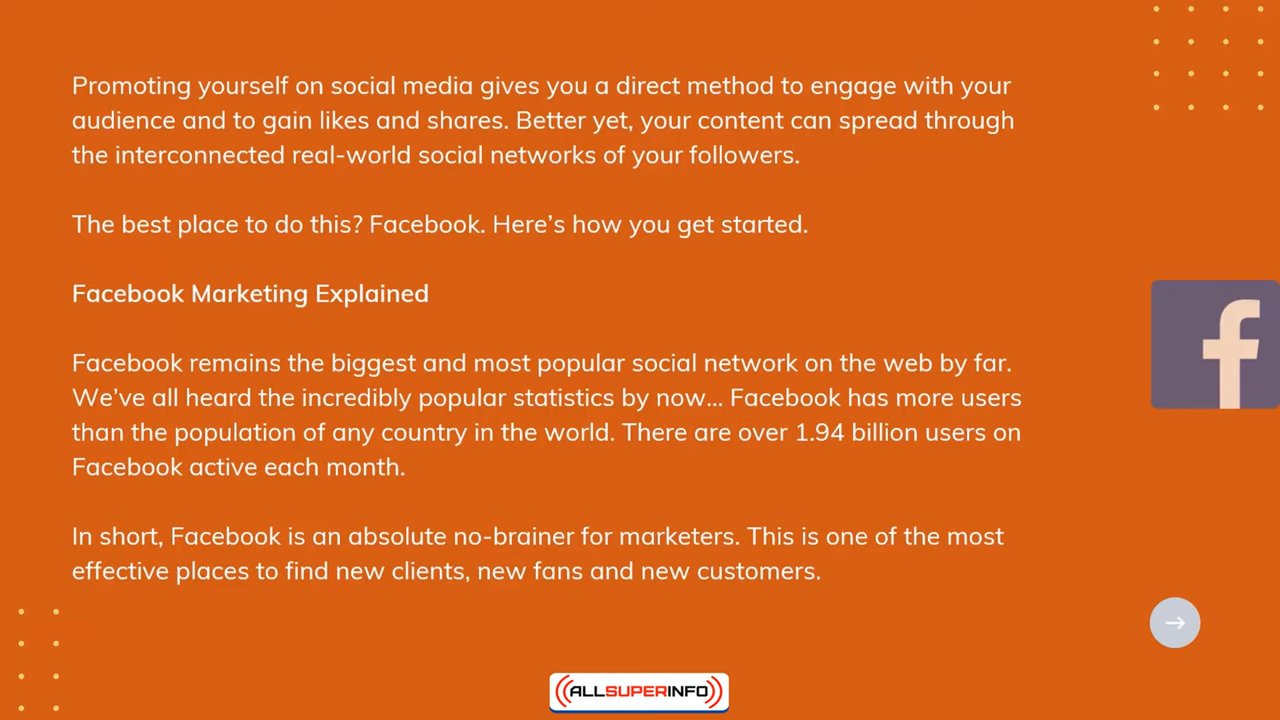 Promoting yourself on social media gives you a direct method to engage with your
audience and to gain likes and shares. Better yet, your content can spread through
the interconnected real-world social networks of your followers.
The best place to do this? Facebook. Here’s how you get started.
Facebook Marketing Explained
Facebook remains the biggest and most popular social network on the web by far.
We’ve all heard the incredibly popular statistics by now... Facebook has more users
than the population of any country in the world. There are over 1.94 billion users on
Facebook active each month.
In short, Facebook is an absolute no-brainer for marketers. This is one of the most
effective places to find new clients, new fans and new customers.
f
ALLSUPERINFO